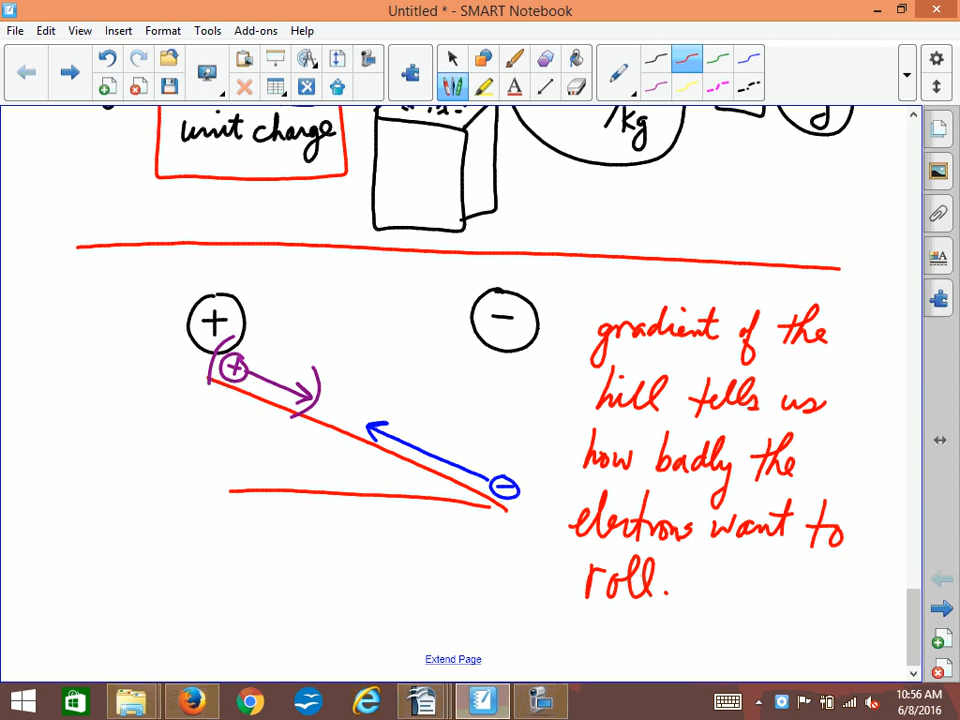 Untitled * - SMART Notebook
File Edit View Insert Format Tools Add-ons Help
unit charge
/kg
g
+
−
+
−
gradient of the
hill tells us
how badly the
electrons want to
roll.
Extend Page
10:56 AM
6/8/2016